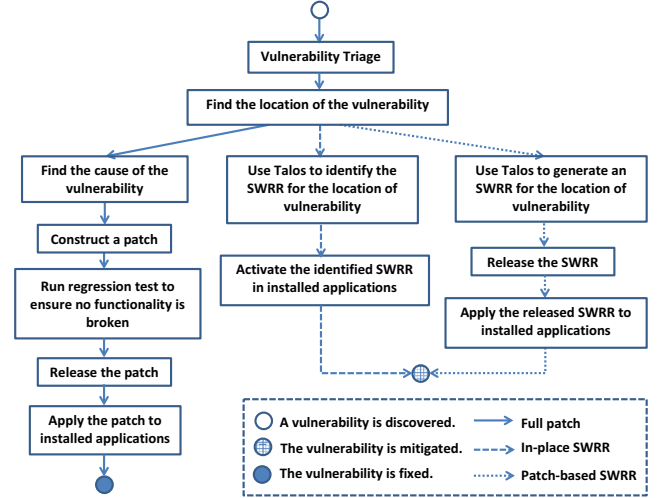 Vulnerability Triage
Find the location of the vulnerability
Find the cause of the
vulnerability
Construct a patch
Run regression test to
ensure no functionality is
broken
Release the patch
Apply the patch to
installed applications
Use Talos to identify the
SWRR for the location of
vulnerability
Activate the identified SWRR
in installed applications
Use Talos to generate an
SWRR for the location of
vulnerability
Release the SWRR
Apply the released SWRR to
installed applications
A vulnerability is discovered.
The vulnerability is mitigated.
The vulnerability is fixed.
Full patch
In-place SWRR
Patch-based SWRR